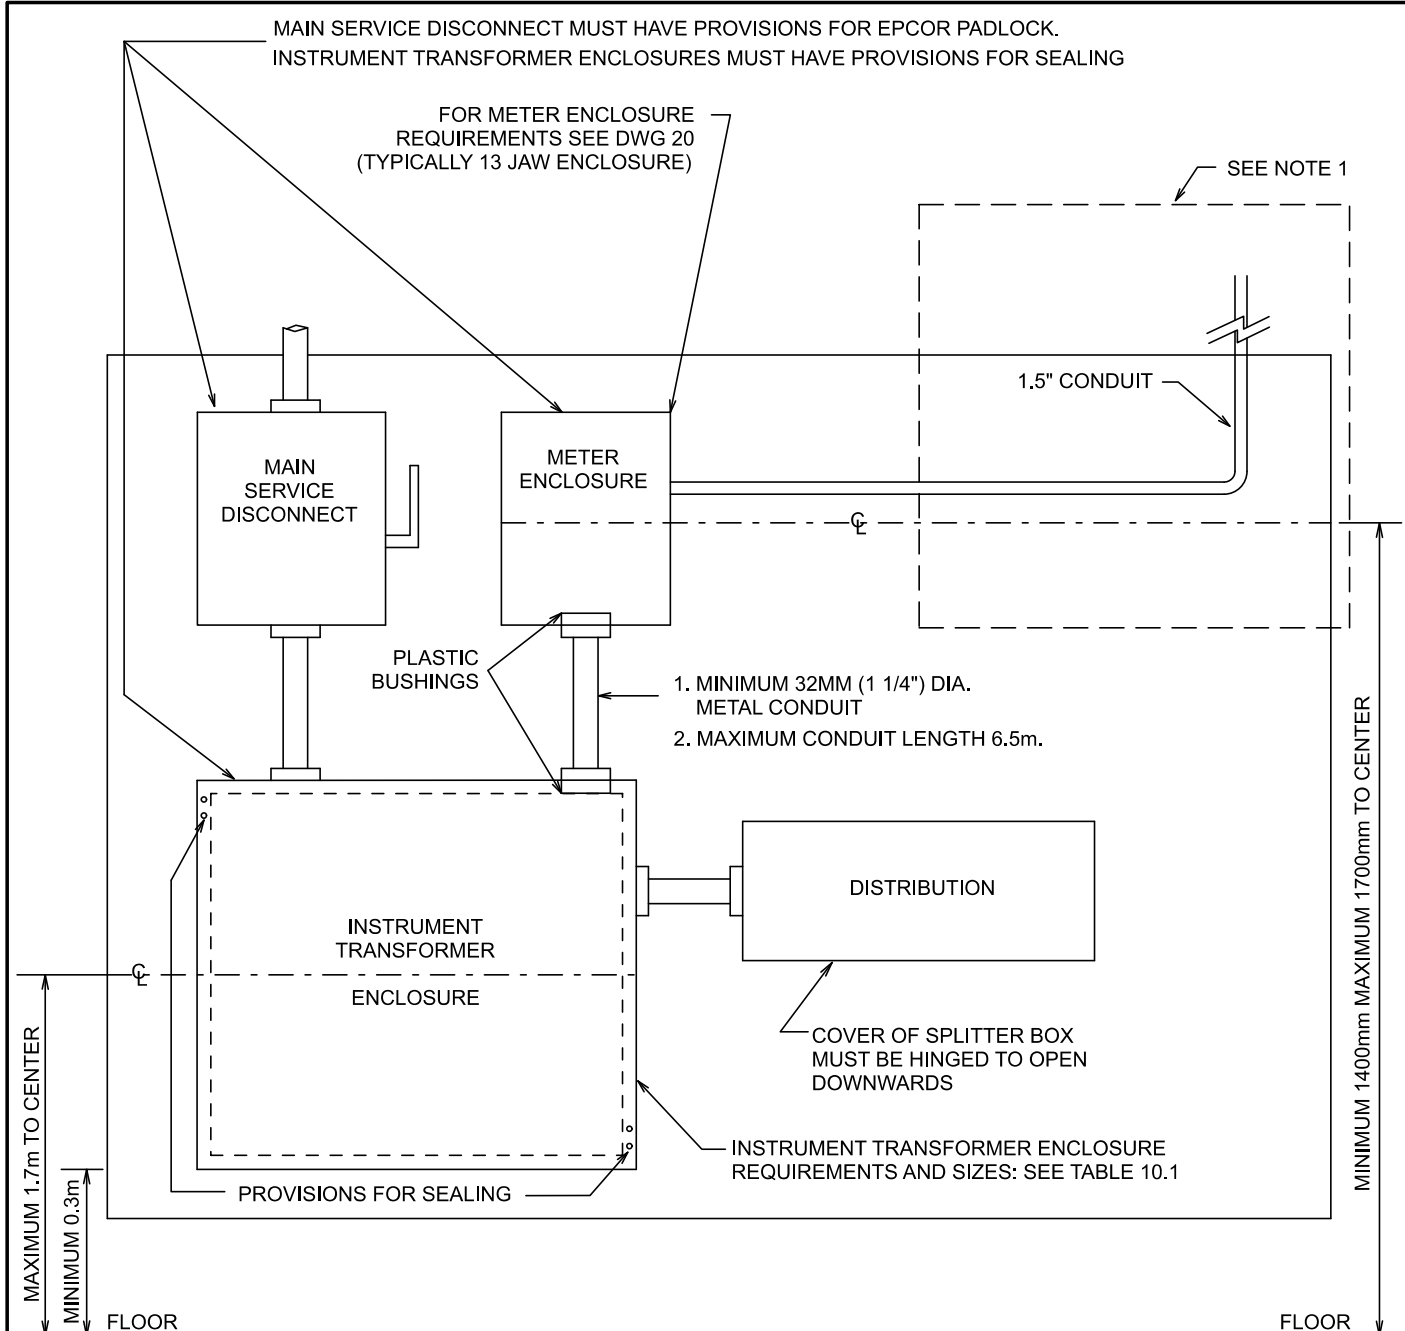 MAIN SERVICE DISCONNECT MUST HAVE PROVISIONS FOR EPCOR PADLOCK.
INSTRUMENT TRANSFORMER ENCLOSURES MUST HAVE PROVISIONS FOR SEALING
FOR METER ENCLOSURE
REQUIREMENTS SEE DWG 20
(TYPICALLY 13 JAW ENCLOSURE)
SEE NOTE 1
1.5" CONDUIT
MAIN
SERVICE
DISCONNECT
METER
ENCLOSURE
℄
PLASTIC
BUSHINGS
1. MINIMUM 32MM (1 1/4") DIA.
METAL CONDUIT
2. MAXIMUM CONDUIT LENGTH 6.5m.
MINIMUM 1400mm MAXIMUM 1700mm TO CENTER
DISTRIBUTION
INSTRUMENT
TRANSFORMER
℄
ENCLOSURE
COVER OF SPLITTER BOX
MUST BE HINGED TO OPEN
DOWNWARDS
INSTRUMENT TRANSFORMER ENCLOSURE
REQUIREMENTS AND SIZES: SEE TABLE 10.1
PROVISIONS FOR SEALING
MAXIMUM 1.7m TO CENTER
MINIMUM 0.3m
FLOOR
FLOOR